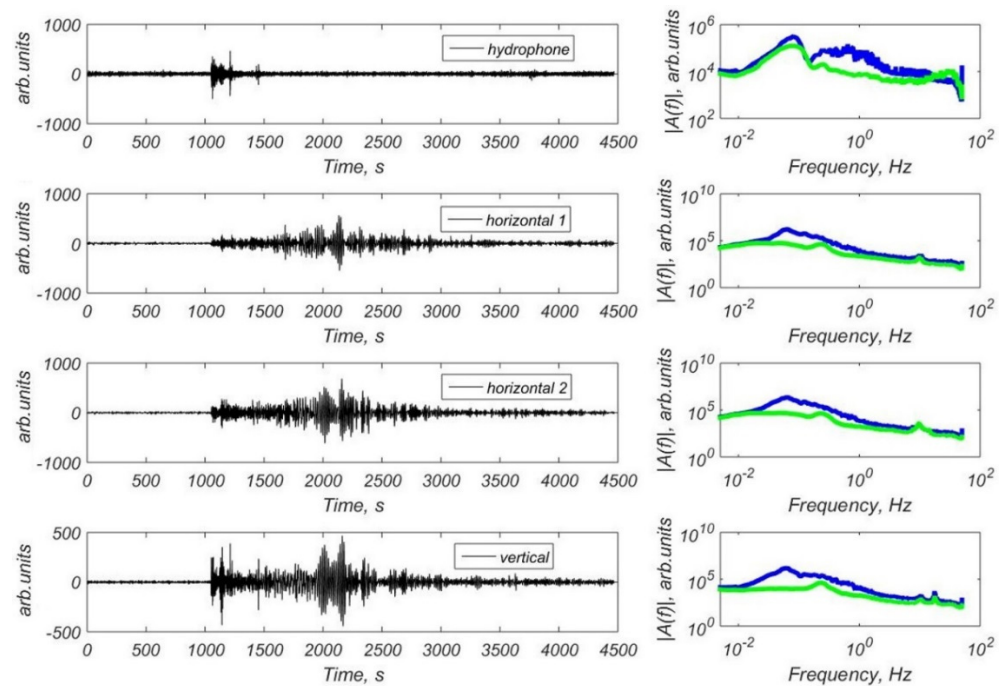 1000
0
-1000
arb.units
hydrophone
0 500 1000 1500 2000 2500 3000 3500 4000 4500
Time, s
10^6
10^4
10^2
|A(f)|, arb.units
10^-2 10^0 10^2
Frequency, Hz
1000
0
-1000
arb.units
horizontal 1
0 500 1000 1500 2000 2500 3000 3500 4000 4500
Time, s
10^10
10^5
10^0
|A(f)|, arb.units
10^-2 10^0 10^2
Frequency, Hz
1000
0
-1000
arb.units
horizontal 2
0 500 1000 1500 2000 2500 3000 3500 4000 4500
Time, s
10^10
10^5
10^0
|A(f)|, arb.units
10^-2 10^0 10^2
Frequency, Hz
500
0
-500
arb.units
vertical
0 500 1000 1500 2000 2500 3000 3500 4000 4500
Time, s
10^10
10^5
10^0
|A(f)|, arb.units
10^-2 10^0 10^2
Frequency, Hz